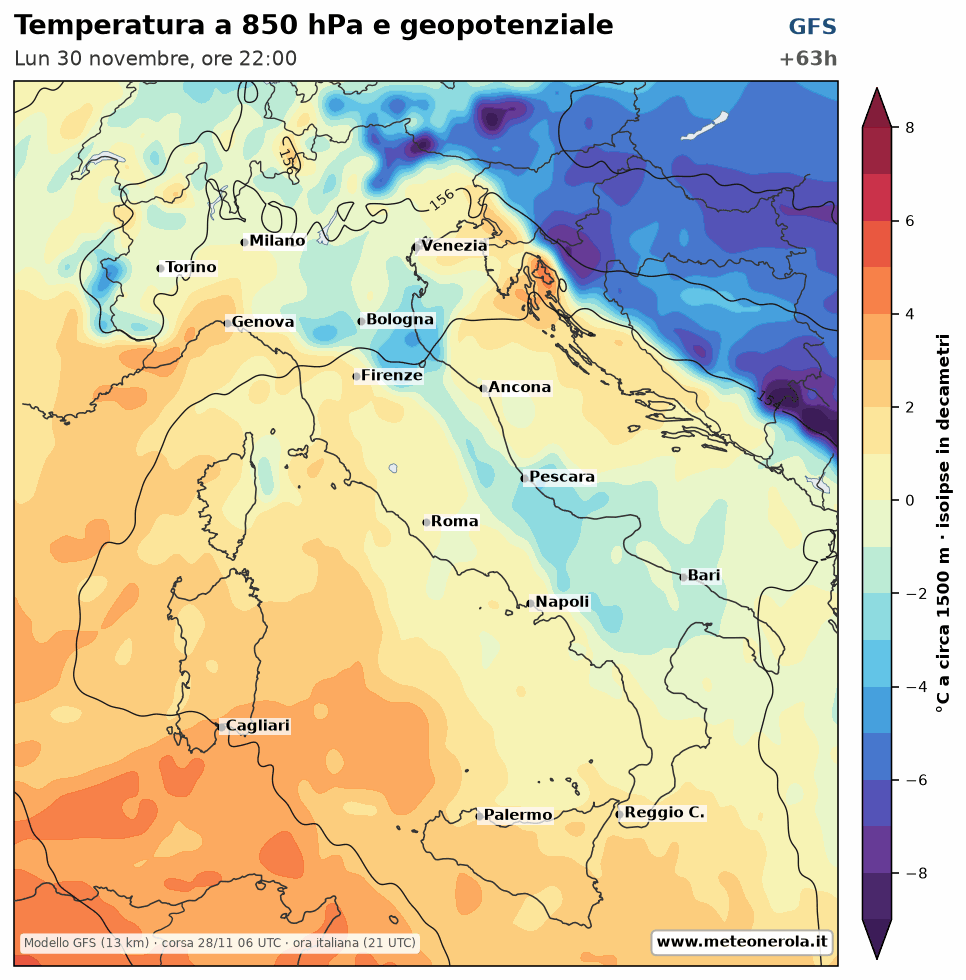 Temperatura a 850 hPa e geopotenziale
GFS
Lun 30 novembre, ore 22:00
+63h
156
Milano
Venezia
Torino
Genova
Bologna
Firenze
Ancona
Pescara
Roma
Bari
Napoli
Cagliari
Palermo
Reggio C.
8
6
4
2
0
−2
−4
−6
−8
°C a circa 1500 m · isoipse in decametri
Modello GFS (13 km) · corsa 28/11 06 UTC · ora italiana (21 UTC)
www.meteonerola.it